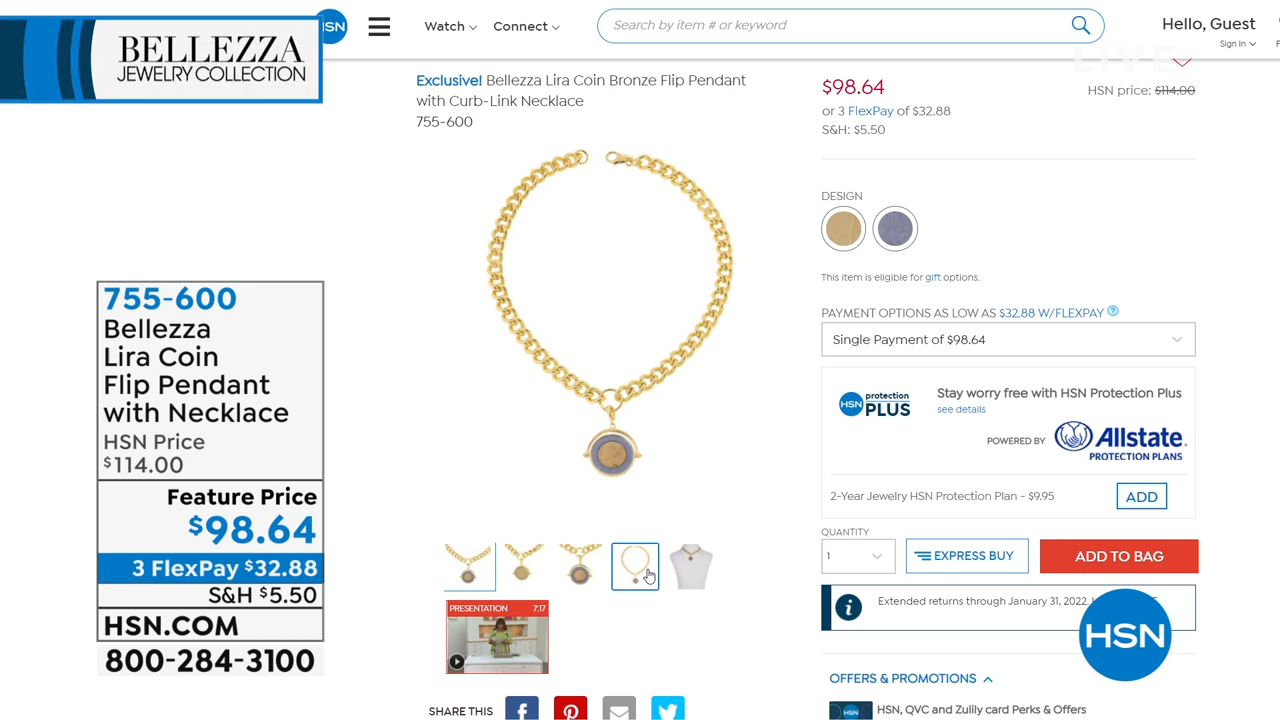 BELLEZZA
JEWELRY COLLECTION
HSN
Watch
Connect
Search by item # or keyword
Hello, Guest
Sign In
LIVE
Exclusive! Bellezza Lira Coin Bronze Flip Pendant
with Curb-Link Necklace
755-600
$98.64
HSN price: $114.00
or 3 FlexPay of $32.88
S&H: $5.50
DESIGN
This item is eligible for gift options.
PAYMENT OPTIONS AS LOW AS $32.88 W/FLEXPAY ?
Single Payment of $98.64
HSN protection PLUS
Stay worry free with HSN Protection Plus
see details
POWERED BY
Allstate.
PROTECTION PLANS
2-Year Jewelry HSN Protection Plan - $9.95
ADD
QUANTITY
1
EXPRESS BUY
ADD TO BAG
i
Extended returns through January 31, 2022.
HSN
OFFERS & PROMOTIONS
HSN
HSN, QVC and Zulily card Perks & Offers
755-600
Bellezza
Lira Coin
Flip Pendant
with Necklace
HSN Price
$114.00
Feature Price
$98.64
3 FlexPay $32.88
S&H $5.50
HSN.COM
800-284-3100
PRESENTATION 7:17
SHARE THIS